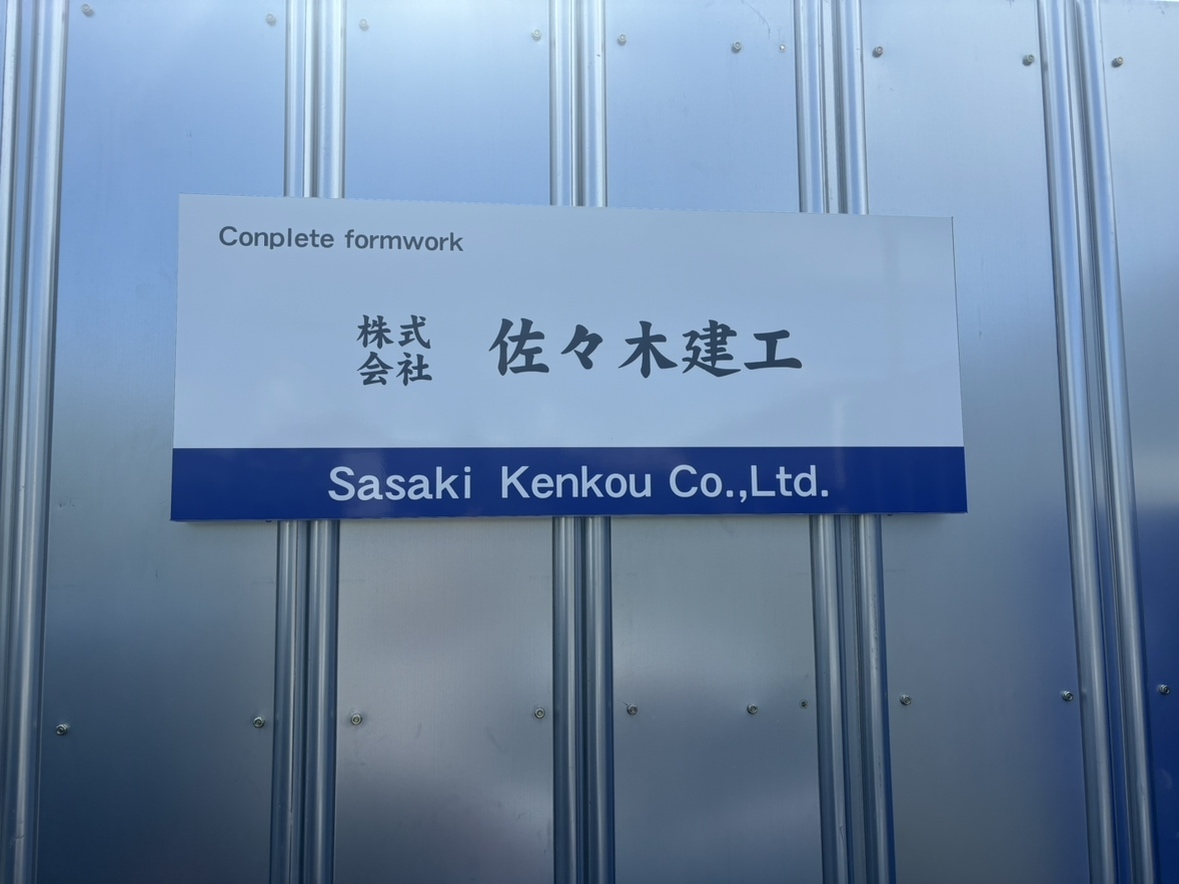 Conplete formwork
株式会社 佐々木建工
Sasaki Kenkou Co.,Ltd.